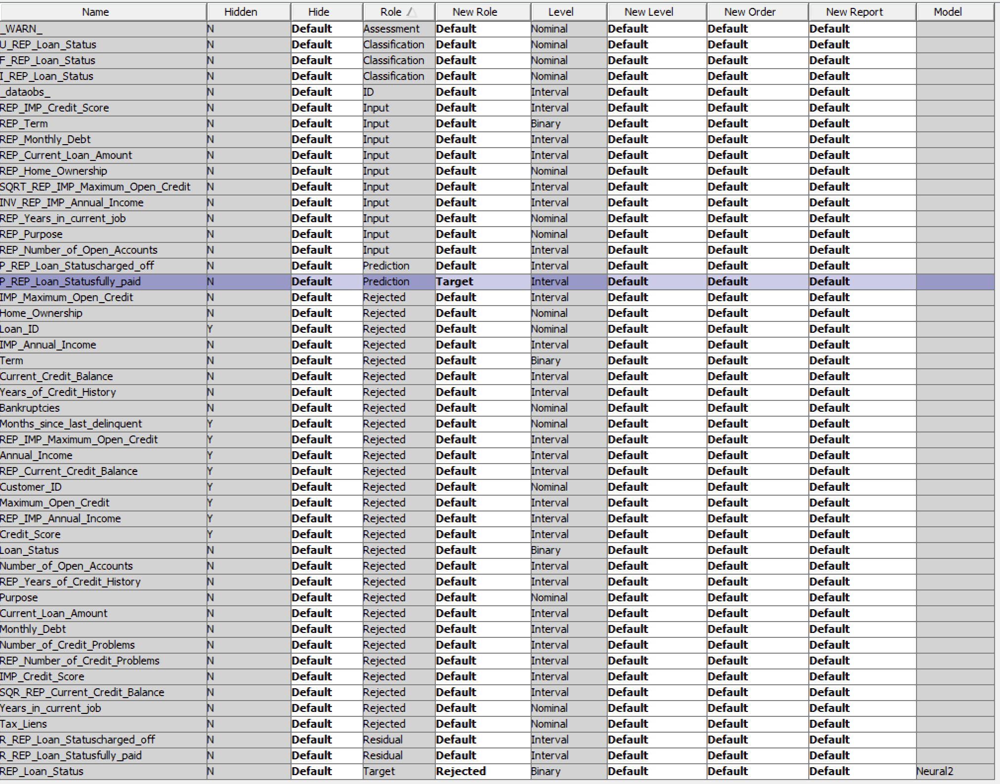 Name Hidden Hide Role New Role Level New Level New Order New Report Model
_WARN_ N Default Assessment Default Nominal Default Default Default
U_REP_Loan_Status N Default Classification Default Nominal Default Default Default
F_REP_Loan_Status N Default Classification Default Nominal Default Default Default
I_REP_Loan_Status N Default Classification Default Nominal Default Default Default
_dataobs_ N Default ID Default Interval Default Default Default
REP_IMP_Credit_Score N Default Input Default Interval Default Default Default
REP_Term N Default Input Default Binary Default Default Default
REP_Monthly_Debt N Default Input Default Interval Default Default Default
REP_Current_Loan_Amount N Default Input Default Interval Default Default Default
REP_Home_Ownership N Default Input Default Nominal Default Default Default
SQRT_REP_IMP_Maximum_Open_Credit N Default Input Default Interval Default Default Default
INV_REP_IMP_Annual_Income N Default Input Default Interval Default Default Default
REP_Years_in_current_job N Default Input Default Nominal Default Default Default
REP_Purpose N Default Input Default Nominal Default Default Default
REP_Number_of_Open_Accounts N Default Input Default Interval Default Default Default
P_REP_Loan_Statuscharged_off N Default Prediction Default Interval Default Default Default
P_REP_Loan_Statusfully_paid N Default Prediction Target Interval Default Default Default
IMP_Maximum_Open_Credit N Default Rejected Default Interval Default Default Default
Home_Ownership N Default Rejected Default Nominal Default Default Default
Loan_ID Y Default Rejected Default Nominal Default Default Default
IMP_Annual_Income N Default Rejected Default Interval Default Default Default
Term N Default Rejected Default Binary Default Default Default
Current_Credit_Balance N Default Rejected Default Interval Default Default Default
Years_of_Credit_History N Default Rejected Default Interval Default Default Default
Bankruptcies N Default Rejected Default Nominal Default Default Default
Months_since_last_delinquent Y Default Rejected Default Nominal Default Default Default
REP_IMP_Maximum_Open_Credit Y Default Rejected Default Interval Default Default Default
Annual_Income Y Default Rejected Default Interval Default Default Default
REP_Current_Credit_Balance Y Default Rejected Default Interval Default Default Default
Customer_ID Y Default Rejected Default Nominal Default Default Default
Maximum_Open_Credit Y Default Rejected Default Interval Default Default Default
REP_IMP_Annual_Income Y Default Rejected Default Interval Default Default Default
Credit_Score Y Default Rejected Default Interval Default Default Default
Loan_Status N Default Rejected Default Binary Default Default Default
Number_of_Open_Accounts N Default Rejected Default Interval Default Default Default
REP_Years_of_Credit_History N Default Rejected Default Interval Default Default Default
Purpose N Default Rejected Default Nominal Default Default Default
Current_Loan_Amount N Default Rejected Default Interval Default Default Default
Monthly_Debt N Default Rejected Default Interval Default Default Default
Number_of_Credit_Problems N Default Rejected Default Interval Default Default Default
REP_Number_of_Credit_Problems N Default Rejected Default Interval Default Default Default
IMP_Credit_Score N Default Rejected Default Interval Default Default Default
SQR_REP_Current_Credit_Balance N Default Rejected Default Interval Default Default Default
Years_in_current_job N Default Rejected Default Nominal Default Default Default
Tax_Liens N Default Rejected Default Nominal Default Default Default
R_REP_Loan_Statuscharged_off N Default Residual Default Interval Default Default Default
R_REP_Loan_Statusfully_paid N Default Residual Default Interval Default Default Default
REP_Loan_Status N Default Target Rejected Binary Default Default Default Neural2